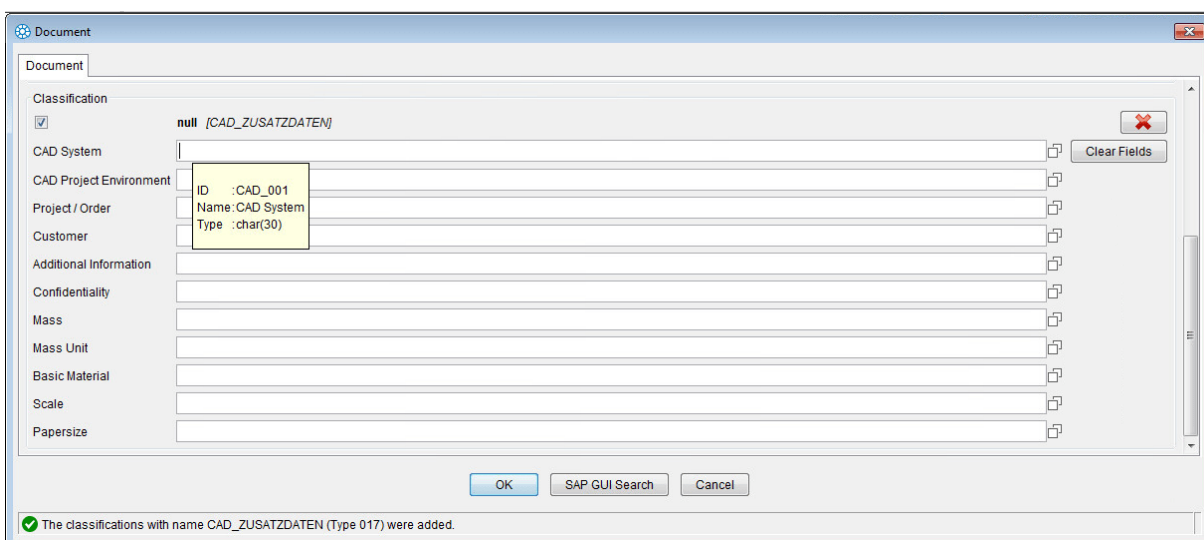 Document
Document
Classification
null [CAD_ZUSATZDATEN]
CAD System
Clear Fields
CAD Project Environment
ID :CAD_001
Name:CAD System
Type :char(30)
Project / Order
Customer
Additional Information
Confidentiality
Mass
Mass Unit
Basic Material
Scale
Papersize
OK SAP GUI Search Cancel
The classifications with name CAD_ZUSATZDATEN (Type 017) were added.